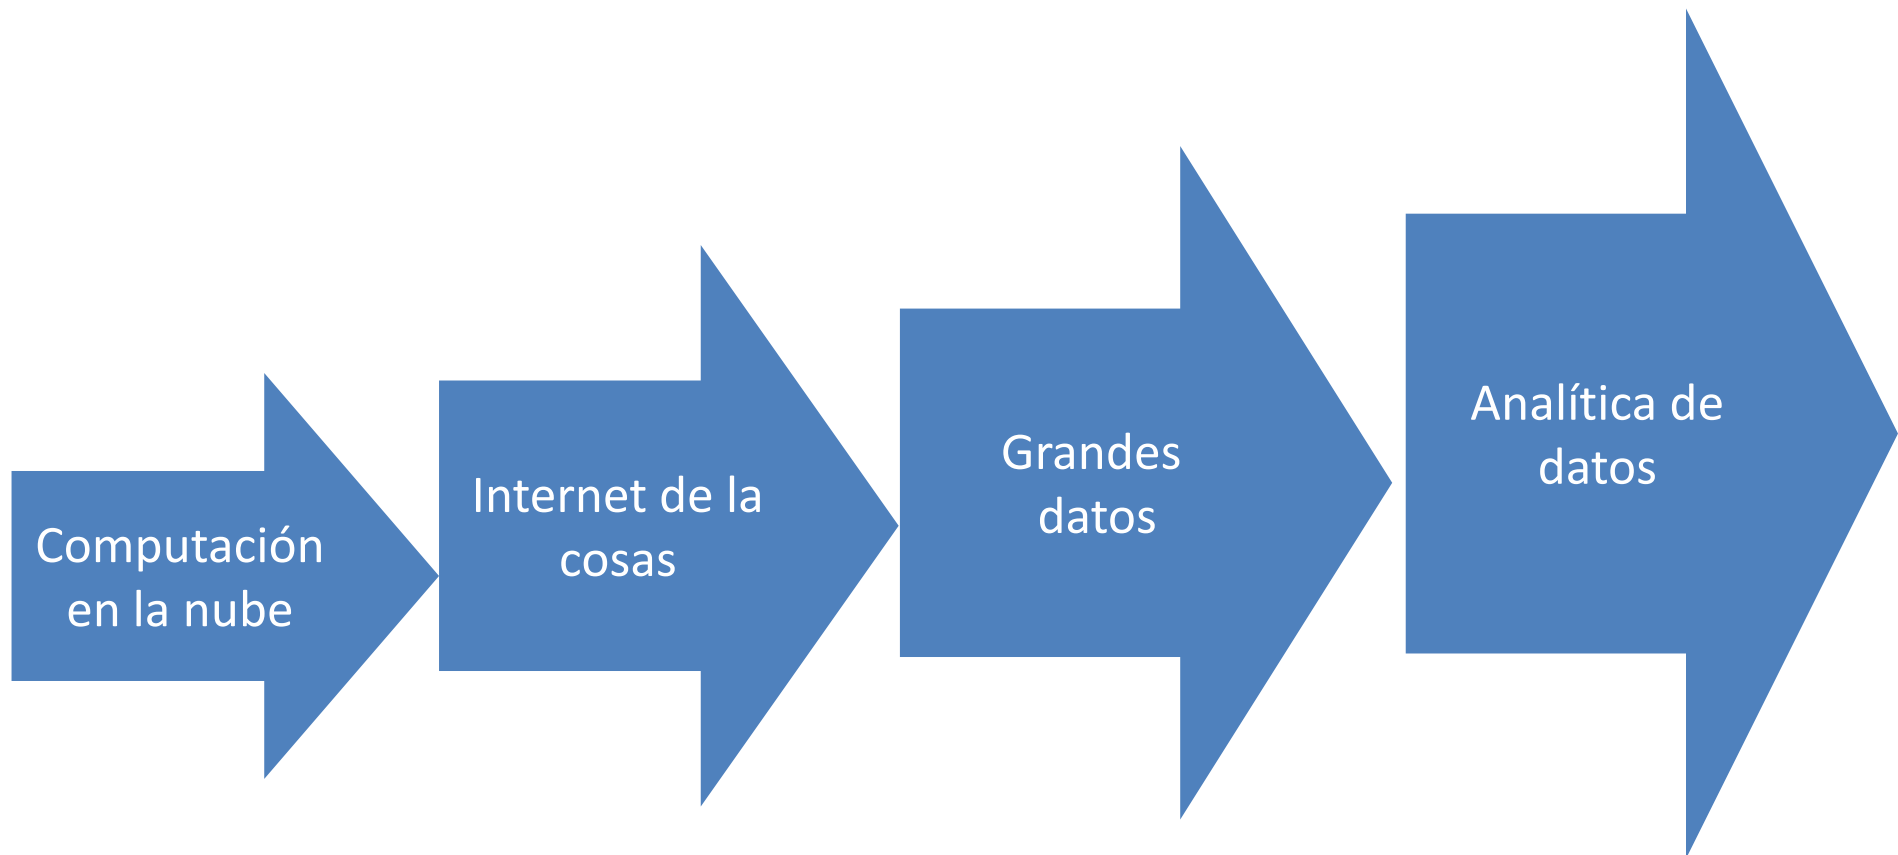 Computación
en la nube
Internet de la
cosas
Grandes
datos
Analítica de
datos